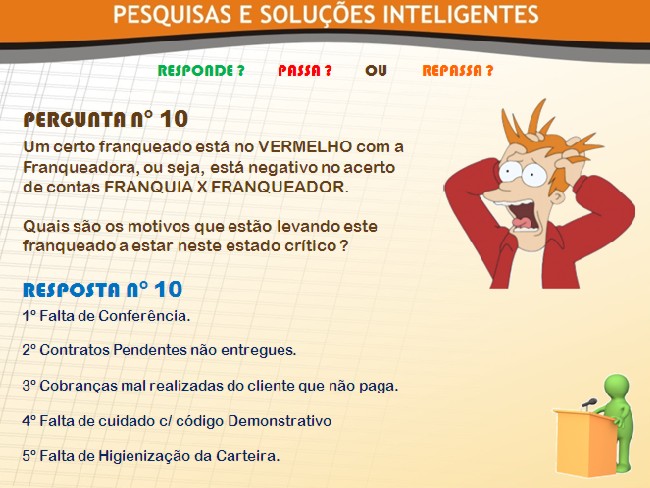 PESQUISAS E SOLUÇÕES INTELIGENTES
RESPONDE ? PASSA ? OU REPASSA ?
PERGUNTA Nº 10
Um certo franqueado está no VERMELHO com a
Franqueadora, ou seja, está negativo no acerto
de contas FRANQUIA X FRANQUEADOR.
Quais são os motivos que estão levando este
franqueado a estar neste estado crítico ?
RESPOSTA Nº 10
1º Falta de Conferência.
2º Contratos Pendentes não entregues.
3º Cobranças mal realizadas do cliente que não paga.
4º Falta de cuidado c/ código Demonstrativo
5º Falta de Higienização da Carteira.